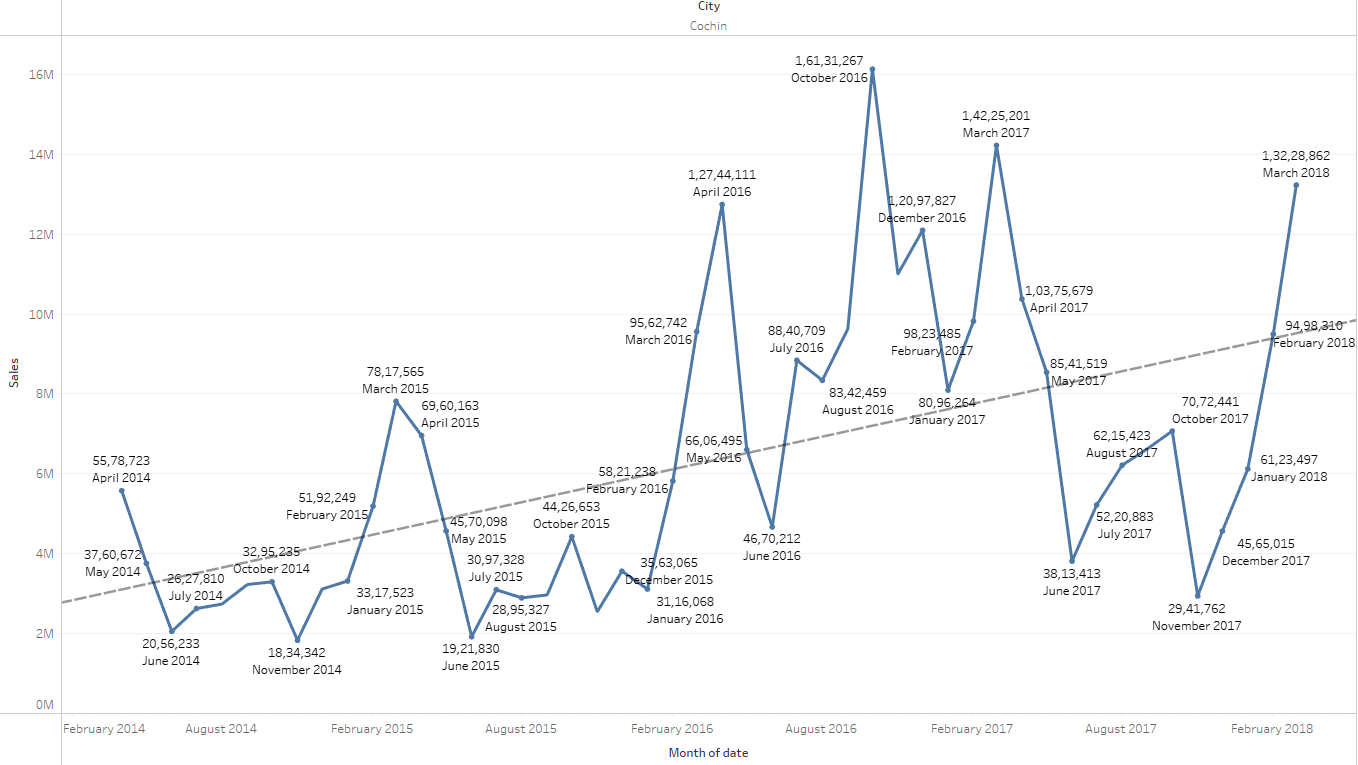 City
Cochin
16M
14M
12M
10M
8M
6M
4M
2M
0M
Sales
55,78,723
April 2014
37,60,672
May 2014
20,56,233
June 2014
26,27,810
July 2014
32,95,235
October 2014
18,34,342
November 2014
33,17,523
January 2015
51,92,249
February 2015
78,17,565
March 2015
69,60,163
April 2015
45,70,098
May 2015
19,21,830
June 2015
30,97,328
July 2015
28,95,327
August 2015
44,26,653
October 2015
35,63,065
December 2015
31,16,068
January 2016
58,21,238
February 2016
95,62,742
March 2016
1,27,44,111
April 2016
66,06,495
May 2016
46,70,212
June 2016
88,40,709
July 2016
83,42,459
August 2016
1,61,31,267
October 2016
1,20,97,827
December 2016
80,96,264
January 2017
98,23,485
February 2017
1,42,25,201
March 2017
1,03,75,679
April 2017
85,41,519
May 2017
38,13,413
June 2017
52,20,883
July 2017
62,15,423
August 2017
70,72,441
October 2017
29,41,762
November 2017
45,65,015
December 2017
61,23,497
January 2018
94,98,310
February 2018
1,32,28,862
March 2018
February 2014
August 2014
February 2015
August 2015
February 2016
August 2016
February 2017
August 2017
February 2018
Month of date